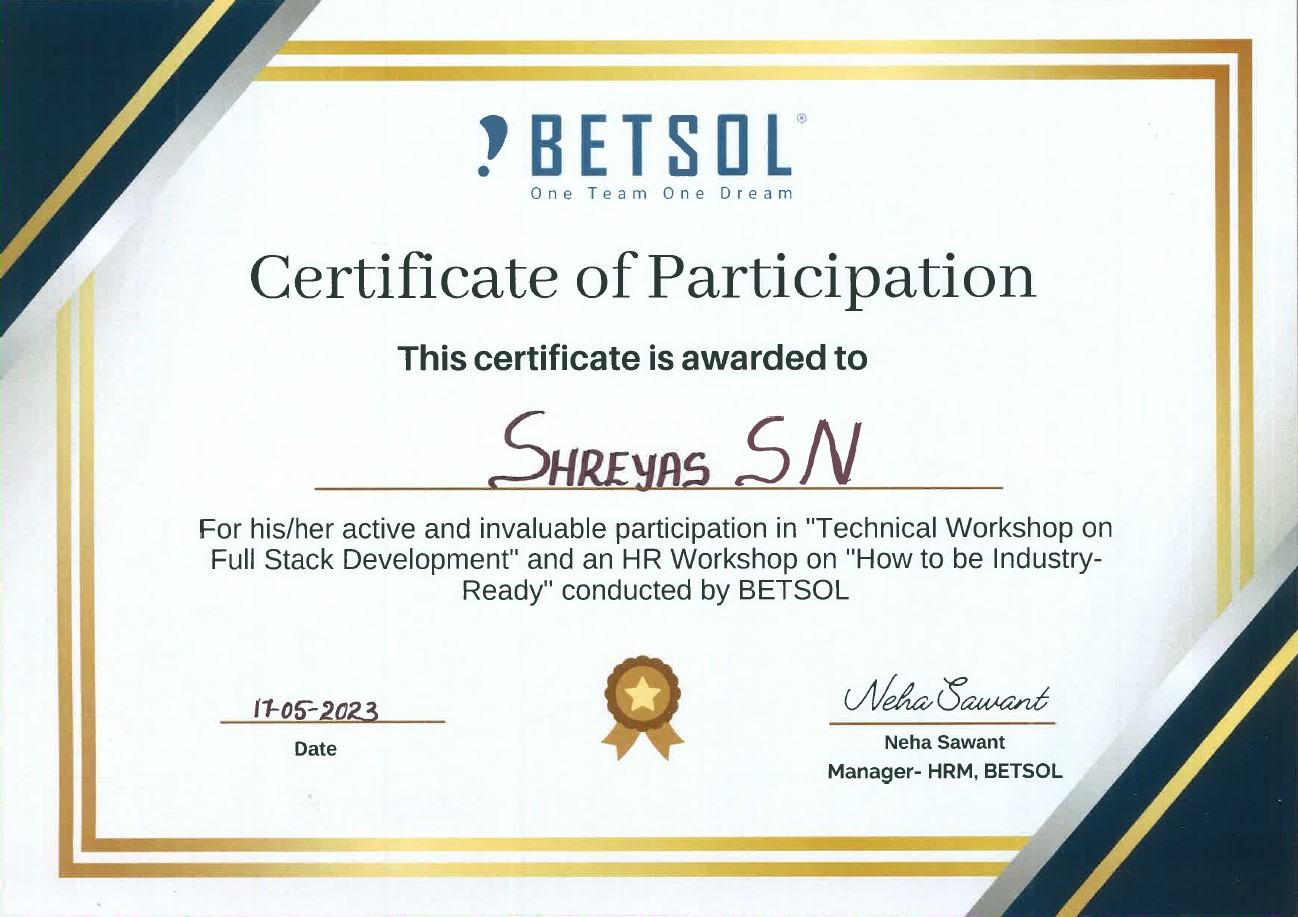 BETSOL®
One Team One Dream
Certificate of Participation
This certificate is awarded to
SHREYAS SN
For his/her active and invaluable participation in "Technical Workshop on
Full Stack Development" and an HR Workshop on "How to be Industry-
Ready" conducted by BETSOL
17-05-2023
Date
Neha Sawant
Neha Sawant
Manager- HRM, BETSOL